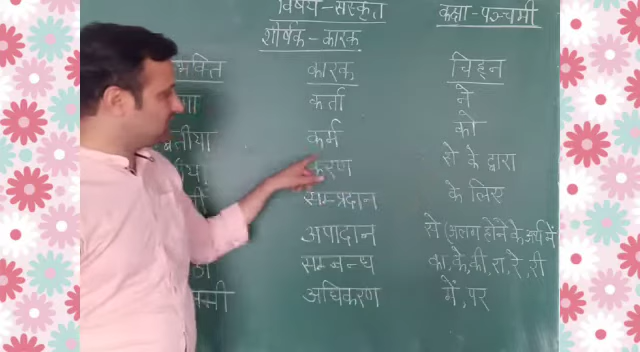 विषय-संस्कृत कक्षा-पञ्चमी
शीर्षक-कारक
कारक चिह्न
कर्ता ने
कर्म को
करण से के द्वारा
सम्प्रदान के लिए
अपादान से (अलग होने के अर्थ में
सम्बन्ध का, के, की, रा, रे, री
अधिकरण में, पर